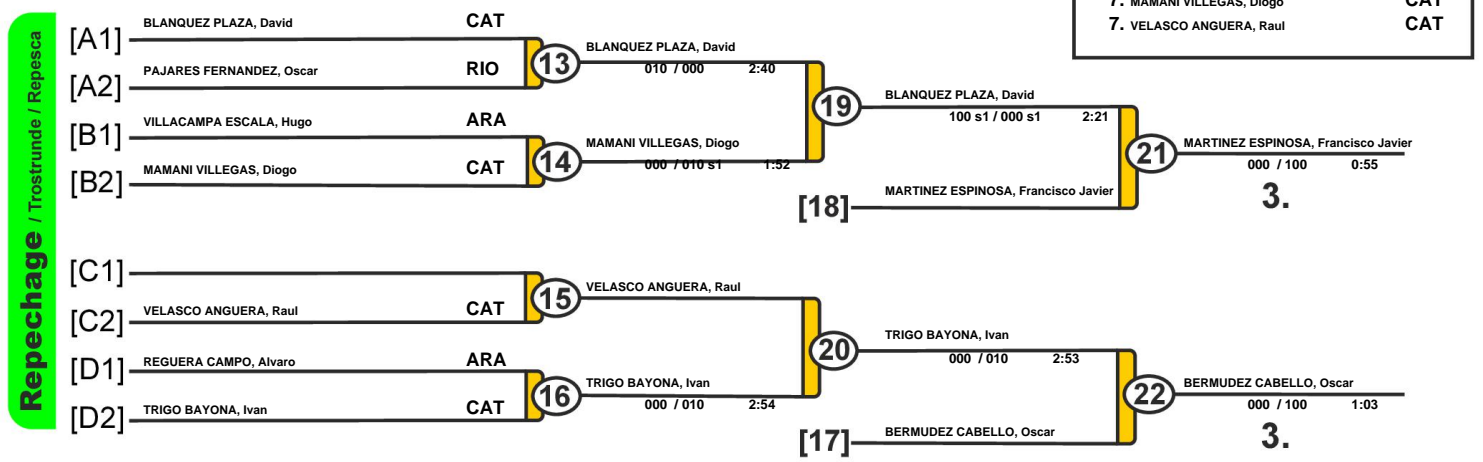 7. MAMANI VILLEGAS, Diogo CAT
7. VELASCO ANGUERA, Raul CAT
Repechage / Trostrunde / Repesca
[A1] BLANQUEZ PLAZA, David CAT
[A2] PAJARES FERNANDEZ, Oscar RIO
13 BLANQUEZ PLAZA, David
010 / 000 2:40
[B1] VILLACAMPA ESCALA, Hugo ARA
[B2] MAMANI VILLEGAS, Diogo CAT
14 MAMANI VILLEGAS, Diogo
000 / 010 s1 1:52
19 BLANQUEZ PLAZA, David
100 s1 / 000 s1 2:21
[18] MARTINEZ ESPINOSA, Francisco Javier
21 MARTINEZ ESPINOSA, Francisco Javier
000 / 100 0:55
3.
[C1]
[C2] VELASCO ANGUERA, Raul CAT
15 VELASCO ANGUERA, Raul
[D1] REGUERA CAMPO, Alvaro ARA
[D2] TRIGO BAYONA, Ivan CAT
16 TRIGO BAYONA, Ivan
000 / 010 2:54
20 TRIGO BAYONA, Ivan
000 / 010 2:53
[17] BERMUDEZ CABELLO, Oscar
22 BERMUDEZ CABELLO, Oscar
000 / 100 1:03
3.